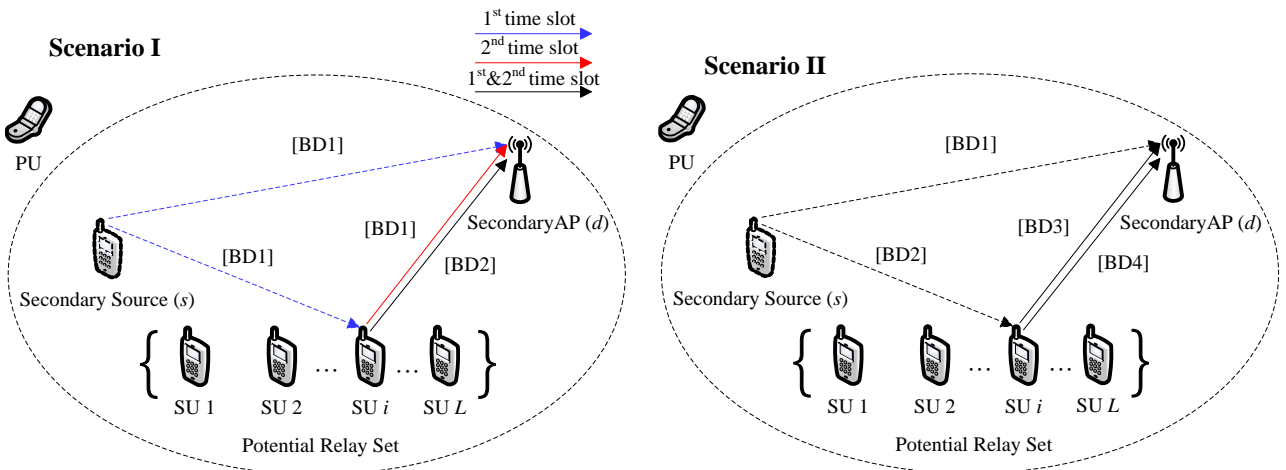 Scenario I
1st time slot
2nd time slot
1st&2nd time slot
PU
[BD1]
[BD1]
[BD1]
[BD2]
SecondaryAP (d)
Secondary Source (s)
{ ... ... }
SU 1 SU 2 SU i SU L
Potential Relay Set
Scenario II
PU
[BD1]
[BD2]
[BD3]
[BD4]
SecondaryAP (d)
Secondary Source (s)
{ ... ... }
SU 1 SU 2 SU i SU L
Potential Relay Set